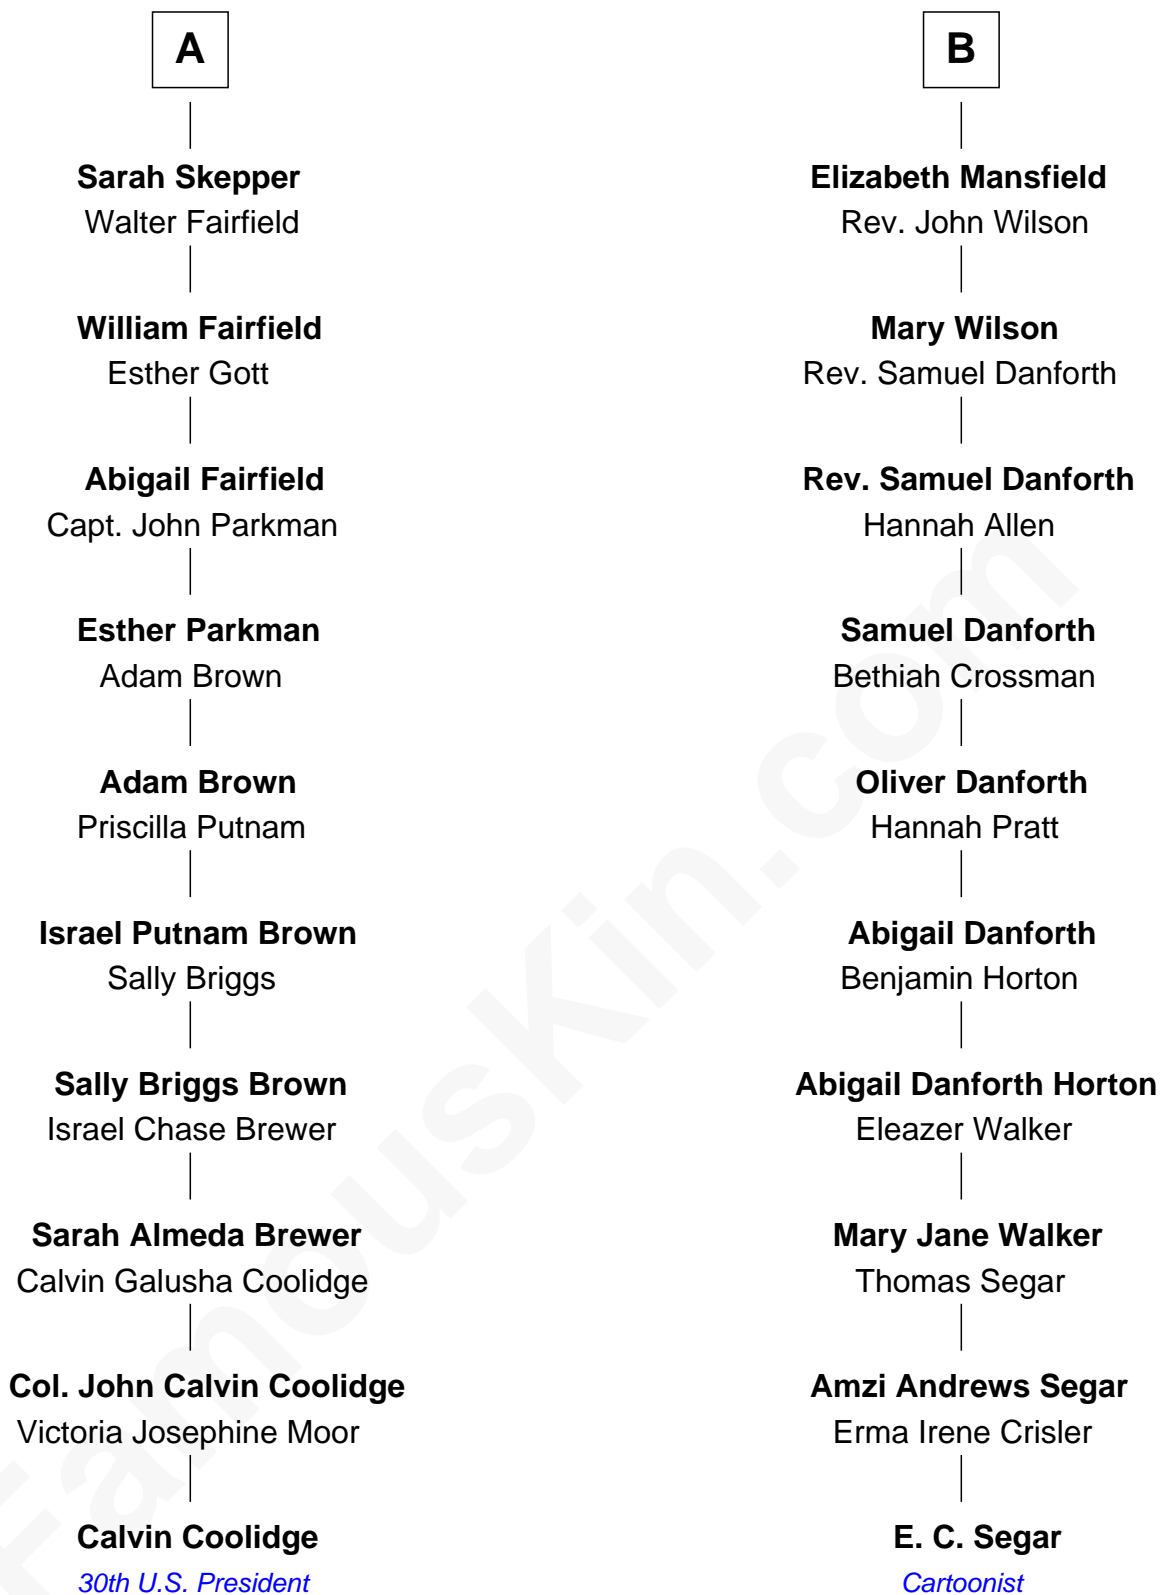 A
Sarah Skepper
Walter Fairfield
William Fairfield
Esther Gott
Abigail Fairfield
Capt. John Parkman
Esther Parkman
Adam Brown
Adam Brown
Priscilla Putnam
Israel Putnam Brown
Sally Briggs
Sally Briggs Brown
Israel Chase Brewer
Sarah Almeda Brewer
Calvin Galusha Coolidge
Col. John Calvin Coolidge
Victoria Josephine Moor
Calvin Coolidge
30th U.S. President
B
Elizabeth Mansfield
Rev. John Wilson
Mary Wilson
Rev. Samuel Danforth
Rev. Samuel Danforth
Hannah Allen
Samuel Danforth
Bethiah Crossman
Oliver Danforth
Hannah Pratt
Abigail Danforth
Benjamin Horton
Abigail Danforth Horton
Eleazer Walker
Mary Jane Walker
Thomas Segar
Amzi Andrews Segar
Erma Irene Crisler
E. C. Segar
Cartoonist
FamousKin.com